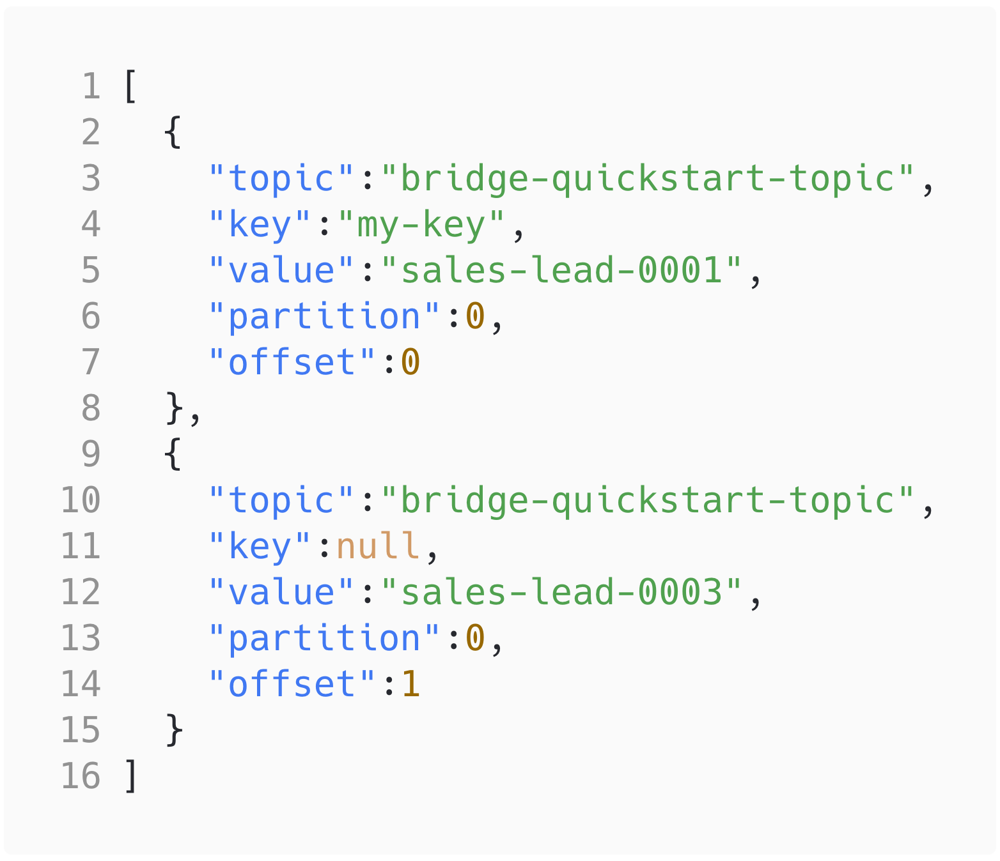 1 [
2   {
3     "topic":"bridge-quickstart-topic",
4     "key":"my-key",
5     "value":"sales-lead-0001",
6     "partition":0,
7     "offset":0
8   },
9   {
10     "topic":"bridge-quickstart-topic",
11     "key":null,
12     "value":"sales-lead-0003",
13     "partition":0,
14     "offset":1
15   }
16 ]